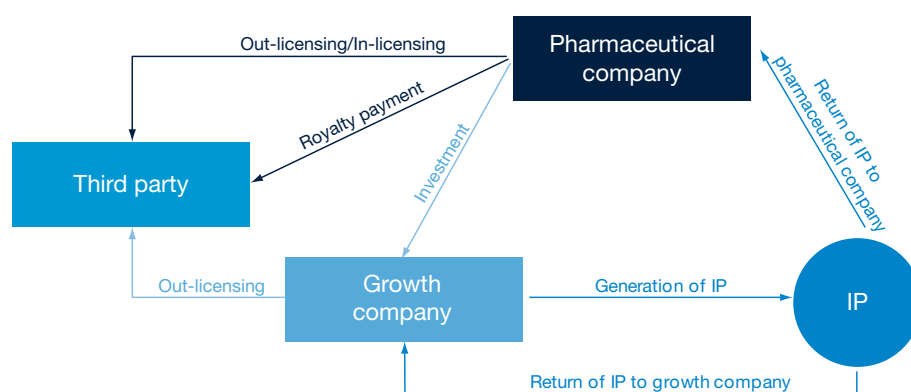 Out-licensing/In-licensing
Pharmaceutical
company
Royalty payment
Return of IP to
pharmaceutical company
Third party
Investment
Out-licensing
Growth
company
Generation of IP
IP
Return of IP to growth company